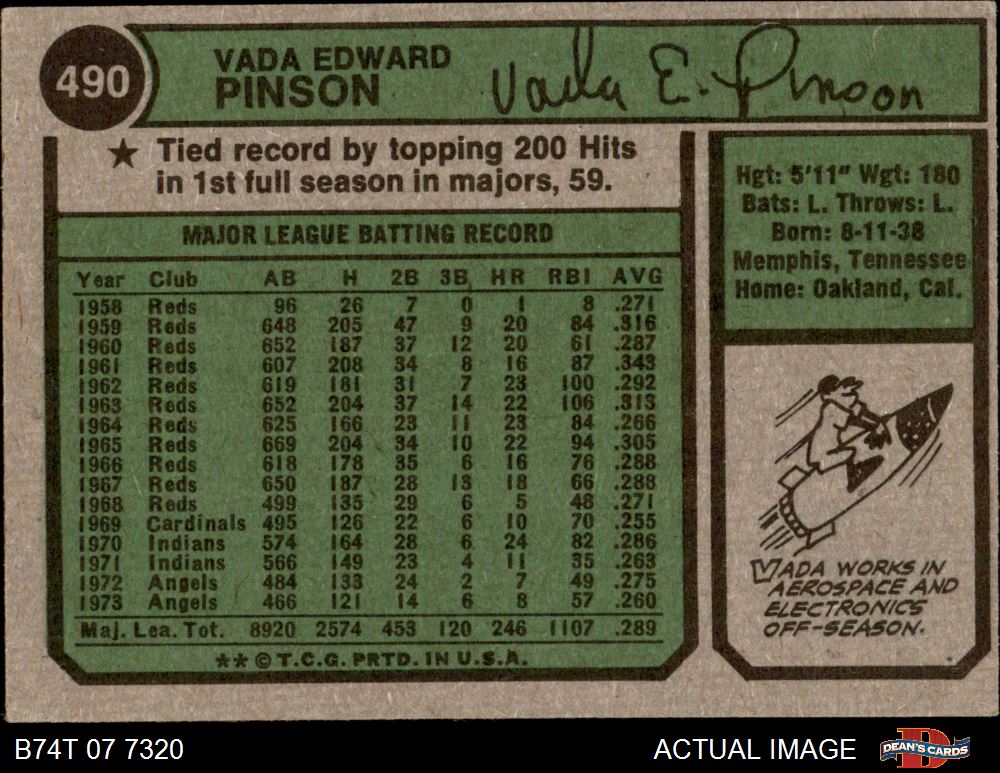 490
VADA EDWARD
PINSON
Vada E. Pinson
★ Tied record by topping 200 Hits
in 1st full season in majors, 59.
MAJOR LEAGUE BATTING RECORD
Year Club AB H 2B 3B HR RBI AVG
1958 Reds 96 26 7 0 1 8 .271
1959 Reds 648 205 47 9 20 84 .316
1960 Reds 652 187 37 12 20 61 .287
1961 Reds 607 208 34 8 16 87 .343
1962 Reds 619 181 31 7 23 100 .292
1963 Reds 652 204 37 14 22 106 .313
1964 Reds 625 166 23 11 23 84 .266
1965 Reds 669 204 34 10 22 94 .305
1966 Reds 618 178 35 6 16 76 .288
1967 Reds 650 187 28 13 18 66 .288
1968 Reds 499 135 29 6 5 48 .271
1969 Cardinals 495 126 22 6 10 70 .255
1970 Indians 574 164 28 6 24 82 .286
1971 Indians 566 149 23 4 11 35 .263
1972 Angels 484 133 24 2 7 49 .275
1973 Angels 466 121 14 6 8 57 .260
Maj. Lea. Tot. 8920 2574 453 120 246 1107 .289
** © T.C.G. PRTD. IN U.S.A.
Hgt: 5'11" Wgt: 180
Bats: L. Throws: L.
Born: 8-11-38
Memphis, Tennessee
Home: Oakland, Cal.
VADA WORKS IN
AEROSPACE AND
ELECTRONICS
OFF-SEASON.
B74T 07 7320
ACTUAL IMAGE
DEAN'S CARDS